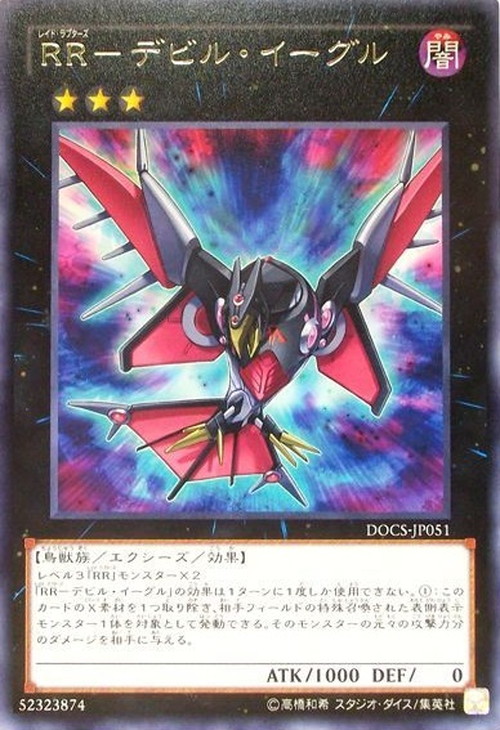 レイド・ラプターズ
RR－デビル・イーグル
やみ
闇
DOCS-JP051
【鳥獣族／エクシーズ／効果】
レベル3「RR」モンスター×2
「RR－デビル・イーグル」の効果は1ターンに1度しか使用できない。①：この
カードのX素材を1つ取り除き、相手フィールドの特殊召喚された表側表示
モンスター1体を対象として発動できる。そのモンスターの元々の攻撃力分
のダメージを相手に与える。
ATK/1000 DEF/ 0
52323874
©高橋和希 スタジオ・ダイス/集英社